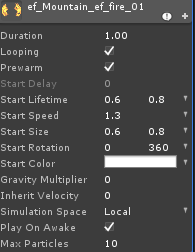 ef_Mountain_ef_fire_01
Duration 1.00
Looping
Prewarm
Start Delay 0
Start Lifetime 0.6 0.8
Start Speed 1.3
Start Size 0.6 0.8
Start Rotation 0 360
Start Color
Gravity Multiplier 0
Inherit Velocity 0
Simulation Space Local
Play On Awake
Max Particles 10